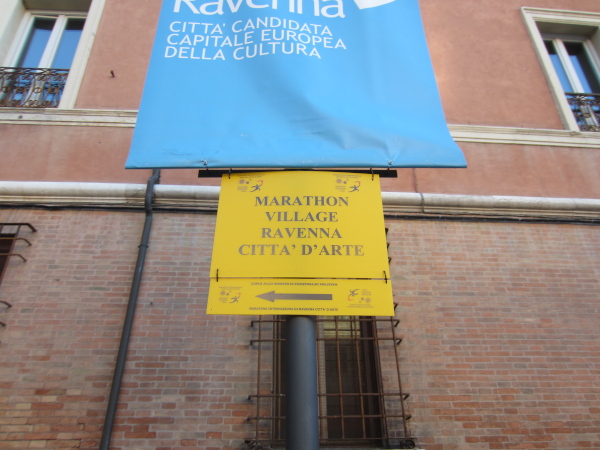 Ravenna
CITTA' CANDIDATA
CAPITALE EUROPEA
DELLA CULTURA
MARATHON
VILLAGE
RAVENNA
CITTA' D'ARTE